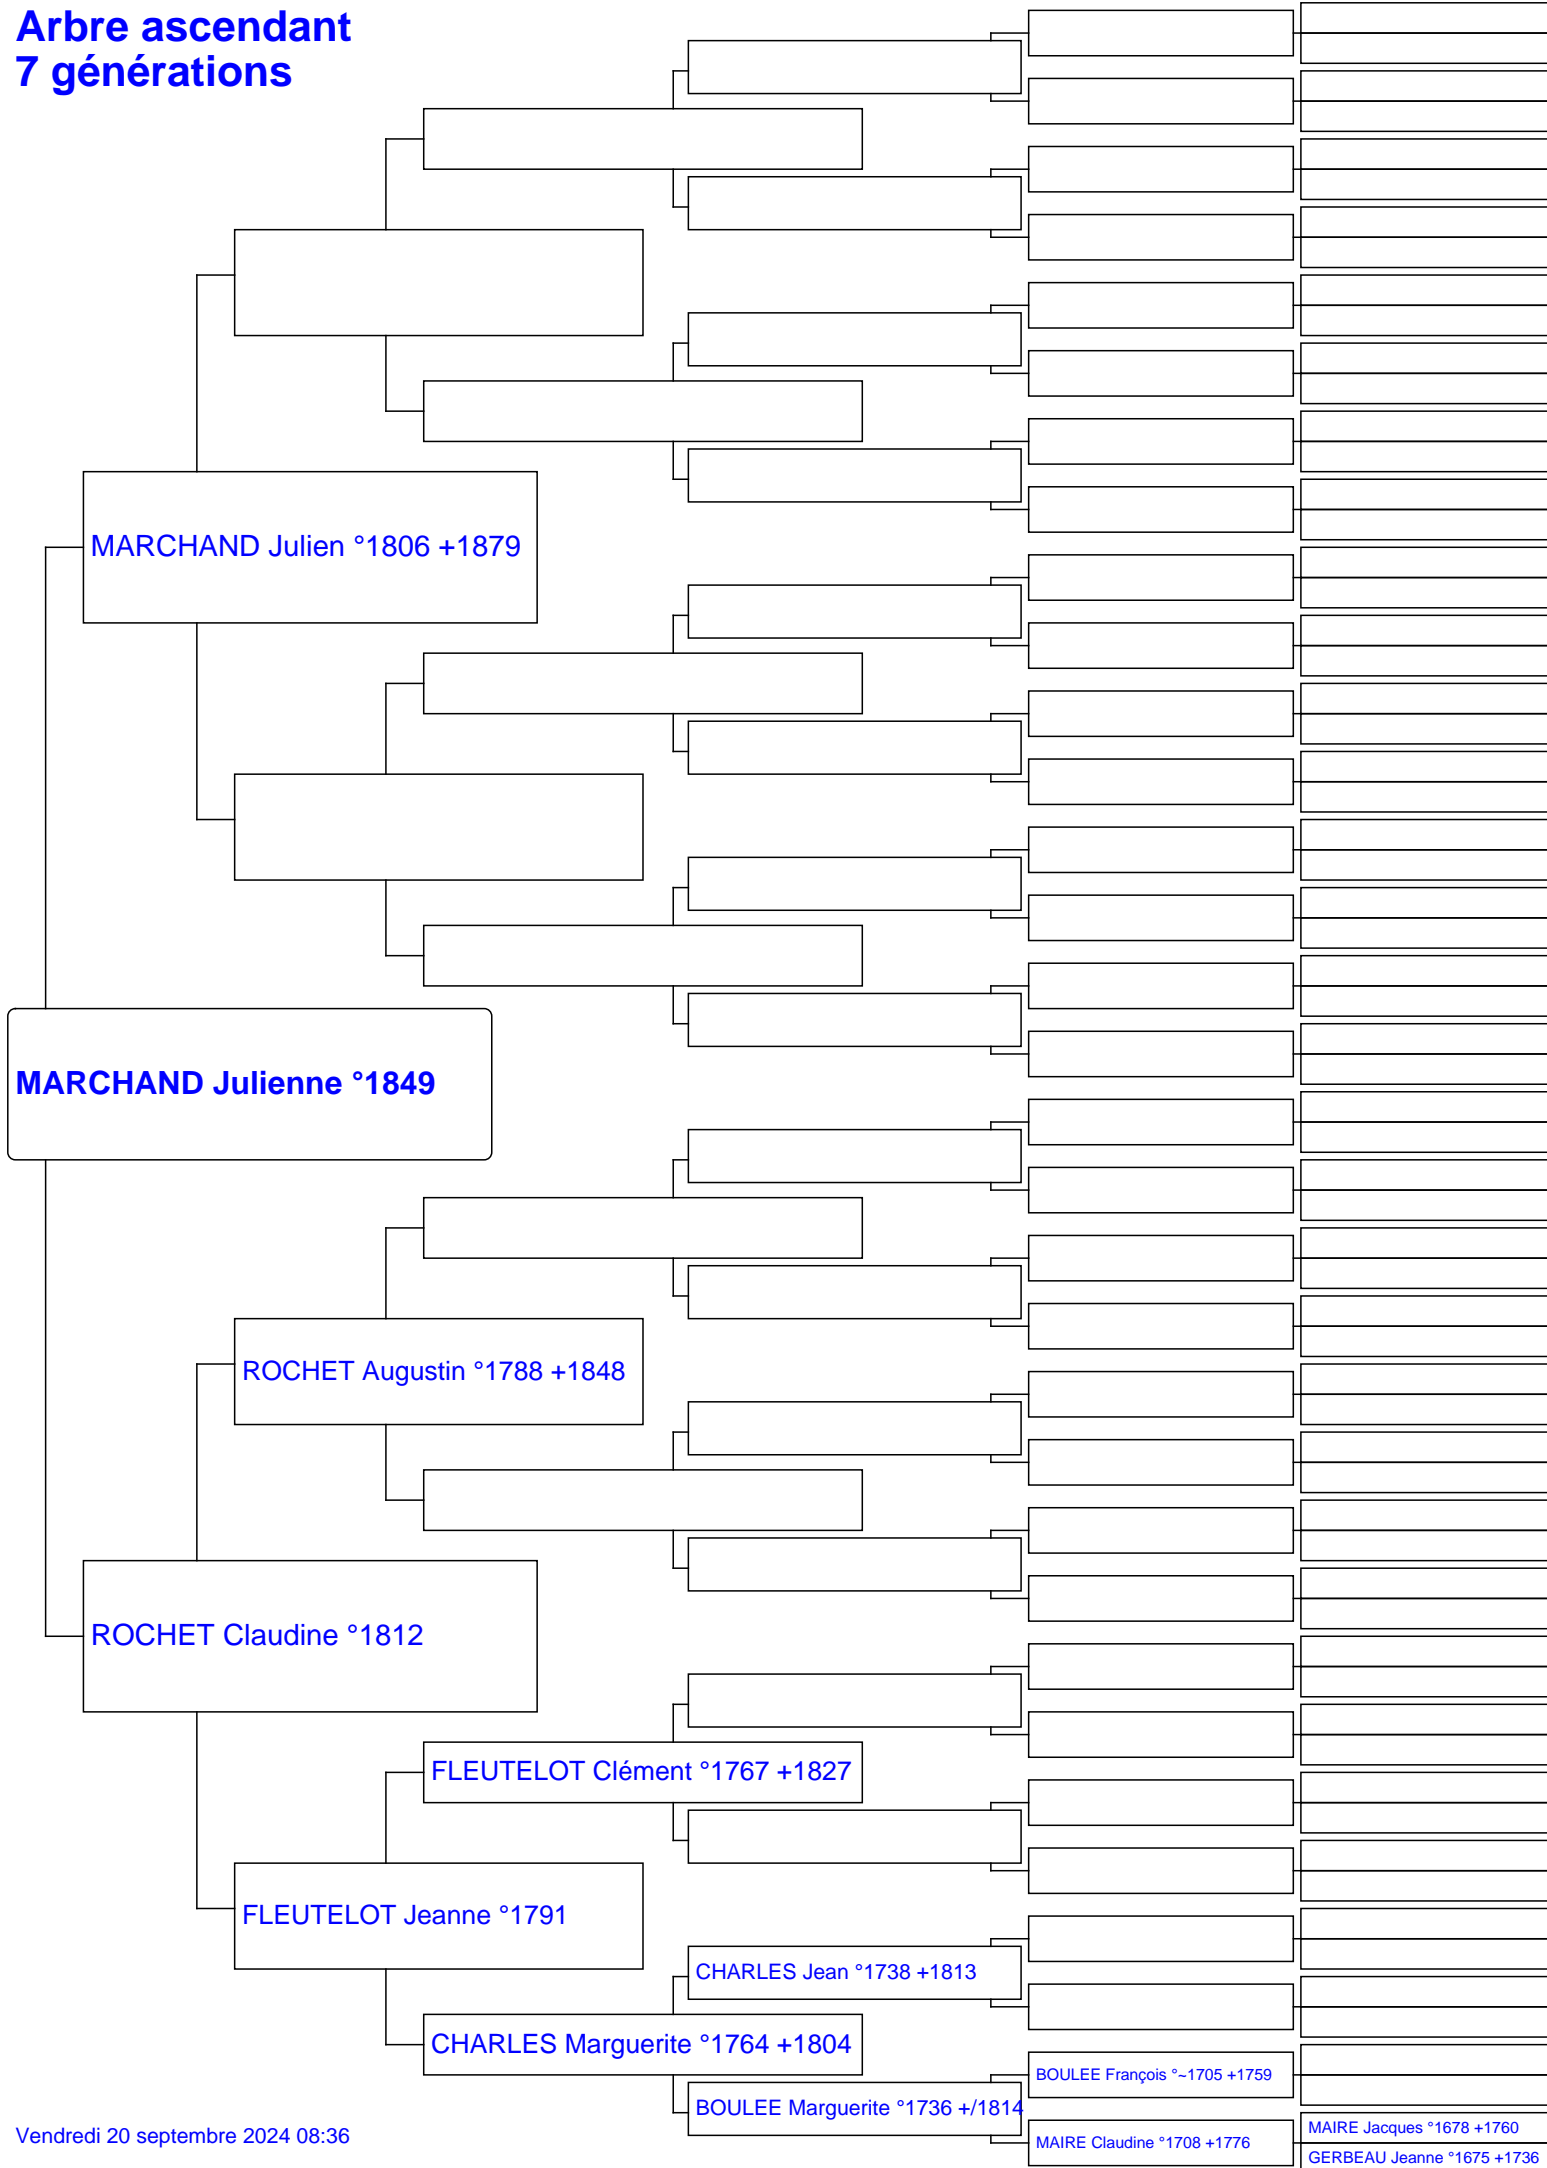 Arbre ascendant
7 générations
MARCHAND Julien °1806 +1879
MARCHAND Julienne °1849
ROCHET Augustin °1788 +1848
ROCHET Claudine °1812
FLEUTELOT Clément °1767 +1827
FLEUTELOT Jeanne °1791
CHARLES Jean °1738 +1813
CHARLES Marguerite °1764 +1804
BOULEE François °~1705 +1759
BOULEE Marguerite °1736 +/1814
MAIRE Jacques °1678 +1760
MAIRE Claudine °1708 +1776
GERBEAU Jeanne °1675 +1736
Vendredi 20 septembre 2024 08:36